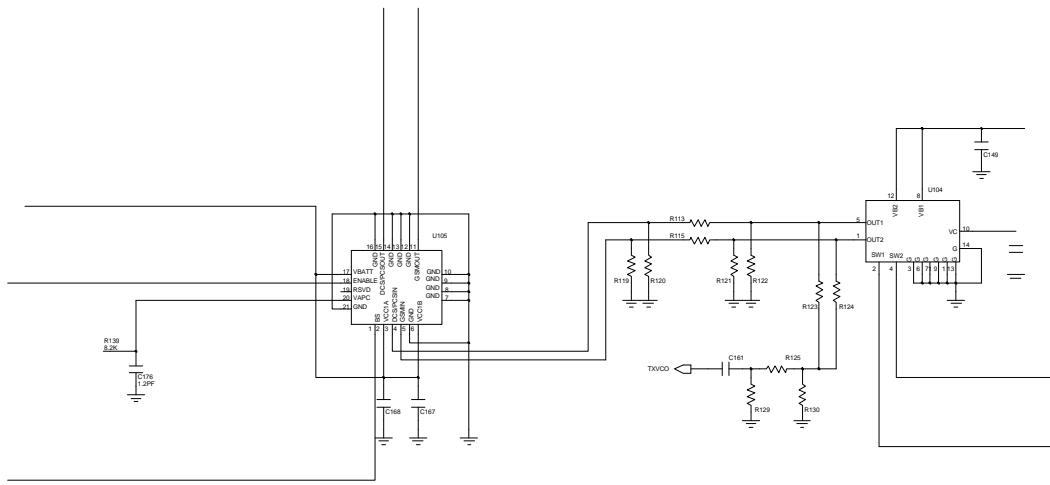 C149
12
8
U104
VB2
VB1
R113
5
OUT1
VC
10
R115
1
OUT2
G
14
SW1
SW2
G G G G G G
2
4
3
6
9
1
13
U105
16
15
14
13
12
11
GND
DCS/PCSOUT
GND
GND
GND
GSMOUT
17
VBATT
GND
10
18
ENABLE
GND
9
19
RSVD
GND
8
20
VAPC
GND
7
21
GND
BS
VCC1A
DCS/PCSIN
GSMIN
GND
VCC1B
1
2
3
4
5
6
R119
R120
R121
R122
R123
R124
R139
8.2K
C176
1.2PF
TXVCO
C161
R125
R129
R130
C168
C167